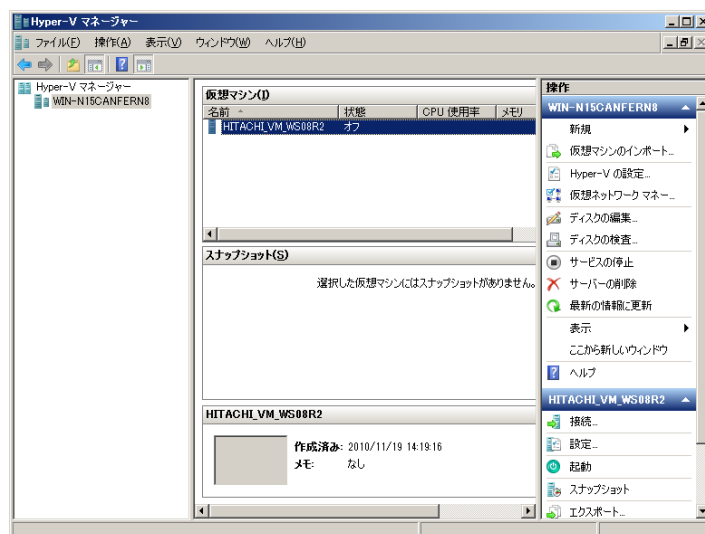 Hyper-V マネージャー
ファイル(F) 操作(A) 表示(V) ウィンドウ(W) ヘルプ(H)
Hyper-V マネージャー
WIN-N15CANFERN8
仮想マシン(I)
名前 状態 CPU 使用率 メモリ
HITACHI_VM_WS08R2 オフ
スナップショット(S)
選択した仮想マシンにはスナップショットがありません。
HITACHI_VM_WS08R2
作成済み: 2010/11/19 14:19:16
メモ: なし
操作
WIN-N15CANFERN8
新規
仮想マシンのインポート...
Hyper-V の設定...
仮想ネットワーク マネー...
ディスクの編集...
ディスクの検査...
サービスの停止
サーバーの削除
最新の情報に更新
表示
ここから新しいウィンドウ
ヘルプ
HITACHI_VM_WS08R2
接続...
設定...
起動
スナップショット
エクスポート...